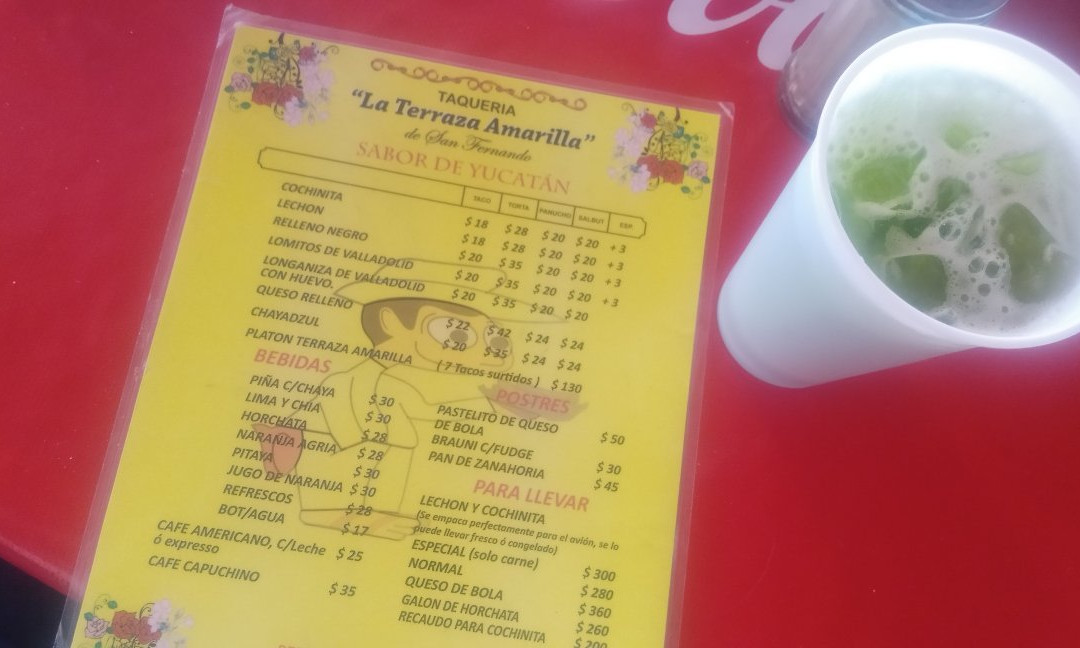 TAQUERIA
"La Terraza Amarilla"
de San Fernando
SABOR DE YUCATÁN
TACO TORTA PANUCHO SALBUT ESP.
COCHINITA $18 $28 $20 $20 +3
LECHON $18 $28 $20 $20 +3
RELLENO NEGRO $20 $35 $20 $20 +3
LOMITOS DE VALLADOLID $20 $35 $20 $20 +3
LONGANIZA DE VALLADOLID $20 $35 $20 $20
CON HUEVO.
QUESO RELLENO $22 $42 $24 $24
CHAYADZUL $20 $35 $24 $24
PLATON TERRAZA AMARILLA (7 Tacos surtidos) $130
BEBIDAS
PIÑA C/CHAYA $30
LIMA Y CHIA $30
HORCHATA $28
NARANJA AGRIA $28
PITAYA $30
JUGO DE NARANJA $30
REFRESCOS $28
BOT/AGUA $17
CAFE AMERICANO, C/Leche $25
ó expresso
CAFE CAPUCHINO $35
POSTRES
PASTELITO DE QUESO
DE BOLA $50
BRAUNI C/FUDGE $30
PAN DE ZANAHORIA $45
PARA LLEVAR
LECHON Y COCHINITA
(Se empaca perfectamente para el avión, se lo
puede llevar fresco ó congelado)
ESPECIAL (solo carne) $300
NORMAL $280
QUESO DE BOLA $360
GALON DE HORCHATA $260
RECAUDO PARA COCHINITA $200